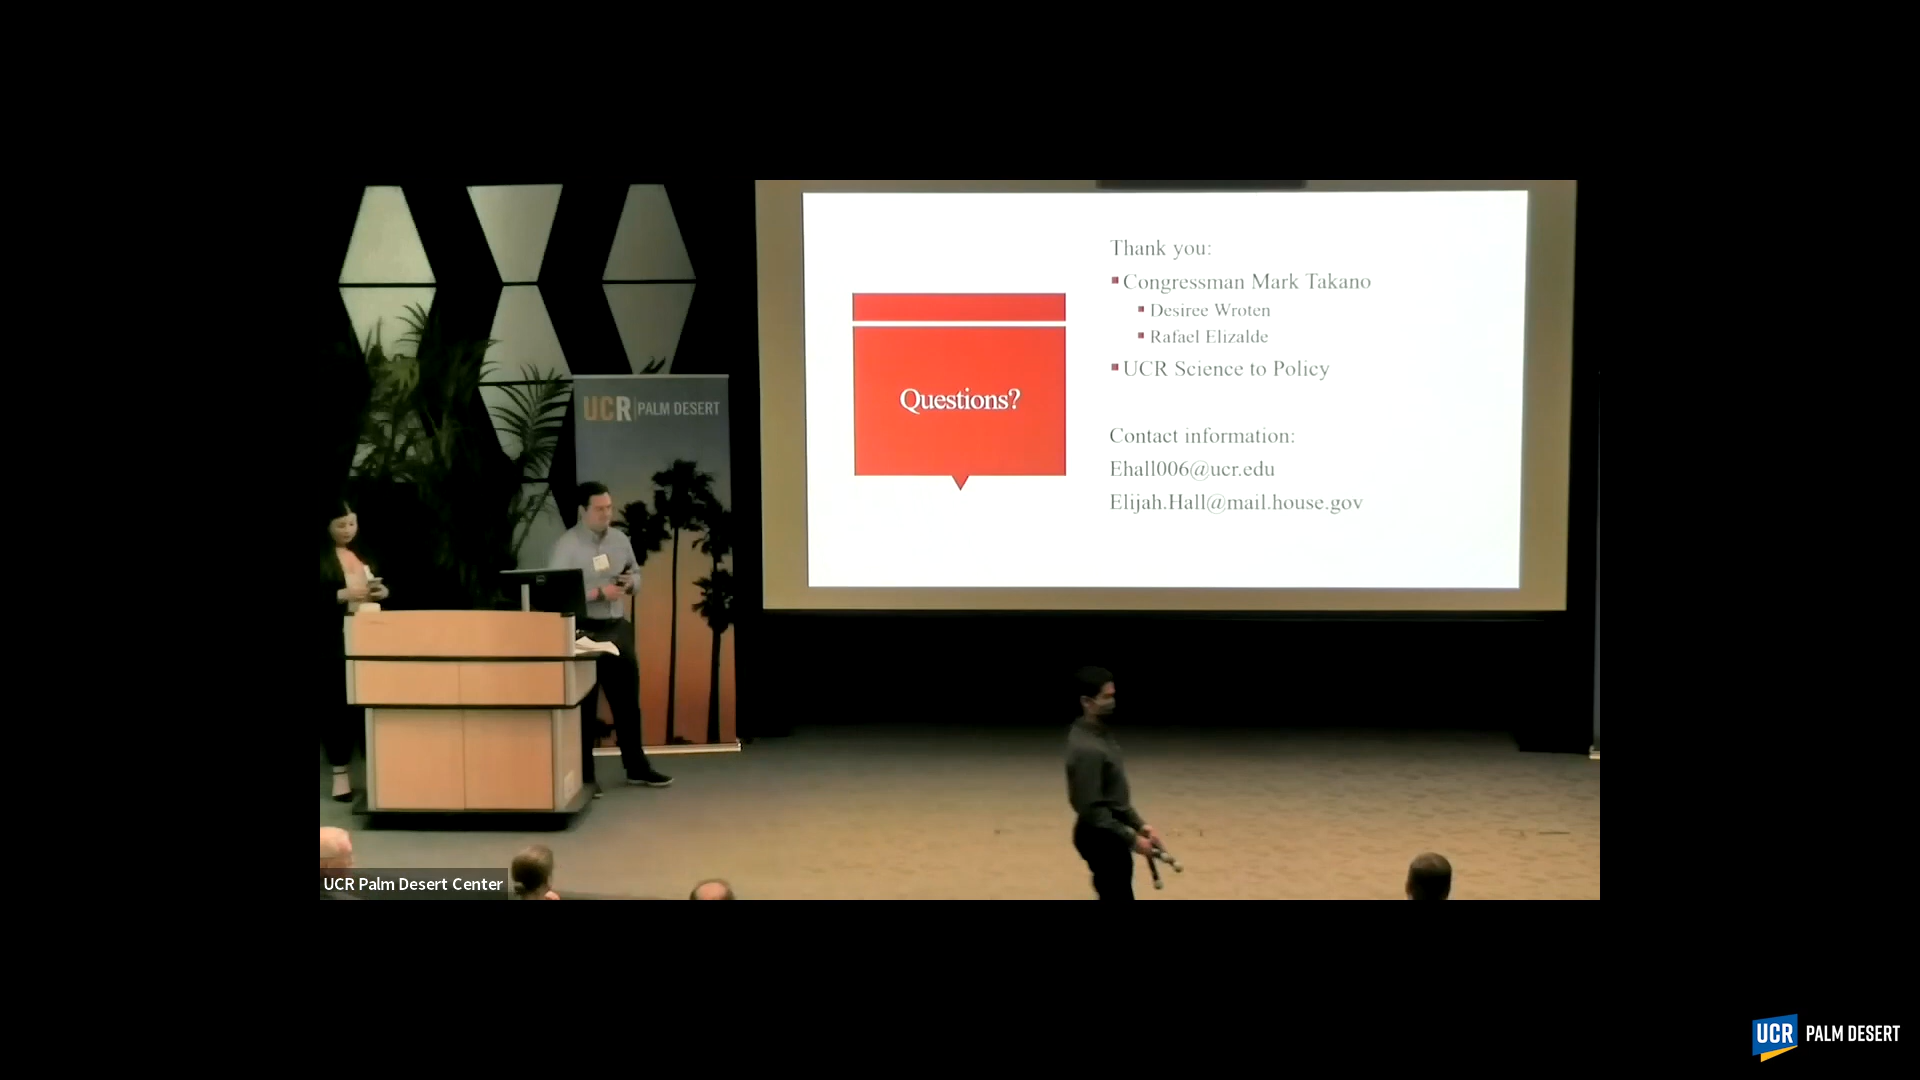 UCR PALM DESERT
Questions?
Thank you:
Congressman Mark Takano
Desiree Wroten
Rafael Elizalde
UCR Science to Policy
Contact information:
Ehall006@ucr.edu
Elijah.Hall@mail.house.gov
UCR Palm Desert Center
UCR PALM DESERT